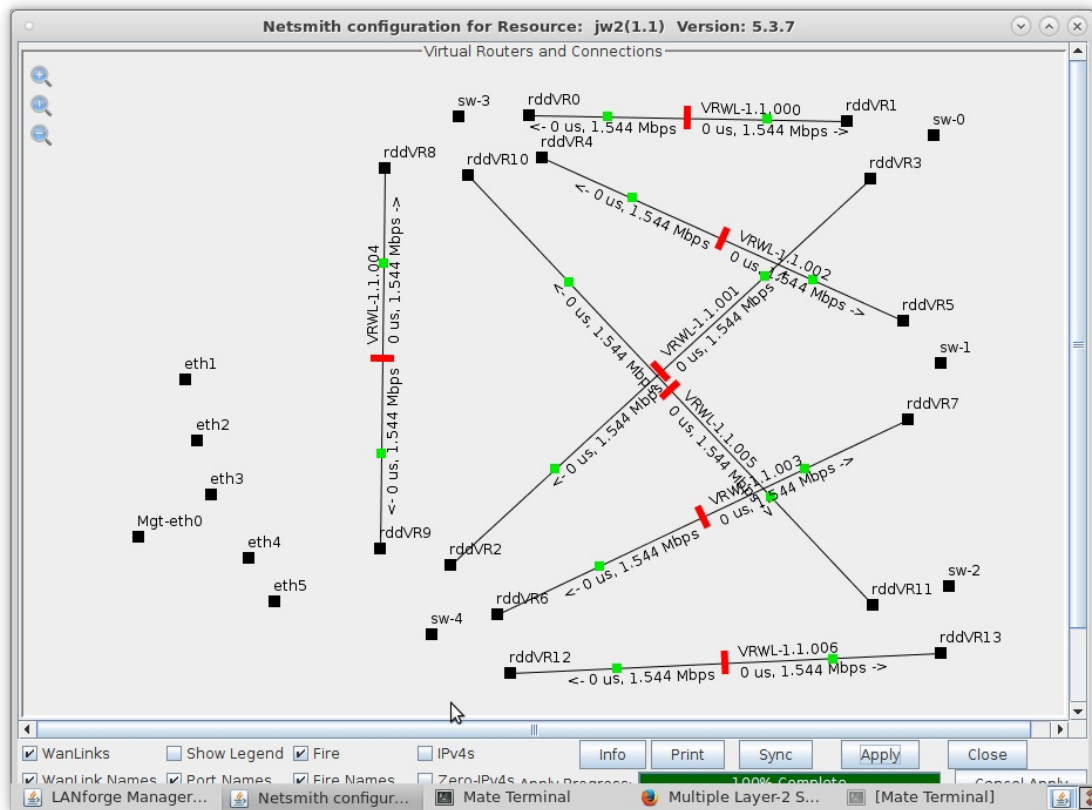 Netsmith configuration for Resource: jw2(1.1) Version: 5.3.7
Virtual Routers and Connections
sw-3
rddVR0
VRWL-1.1.000
rddVR1
<- 0 us, 1.544 Mbps
0 us, 1.544 Mbps ->
sw-0
rddVR4
rddVR8
rddVR10
rddVR3
<- 0 us, 1.544 Mbps
VRWL-1.1.002
0 us, 1.544 Mbps ->
VRWL-1.1.004
0 us, 1.544 Mbps ->
<- 0 us, 1.544 Mbps
VRWL-1.1.001
0 us, 1.544 Mbps
<- 0 us, 1.544 Mbps
rddVR5
sw-1
eth1
<- 0 us, 1.544 Mbps
VRWL-1.1.005
0 us, 1.544 Mbps ->
rddVR7
eth2
VRWL-1.1.003
0 us, 1.544 Mbps ->
<- 0 us, 1.544 Mbps
eth3
Mgt-eth0
rddVR9
rddVR2
eth4
eth5
rddVR6
rddVR11
sw-2
sw-4
rddVR12
VRWL-1.1.006
rddVR13
<- 0 us, 1.544 Mbps
0 us, 1.544 Mbps ->
WanLinks
Show Legend
Fire
IPv4s
Info
Print
Sync
Apply
Close
WanLink Names
Port Names
Fire Names
Zero-IPv4s
Apply Progress:
100% Complete
Cancel Apply
LANforge Manager...
Netsmith configur...
Mate Terminal
Multiple Layer-2 S...
[Mate Terminal]